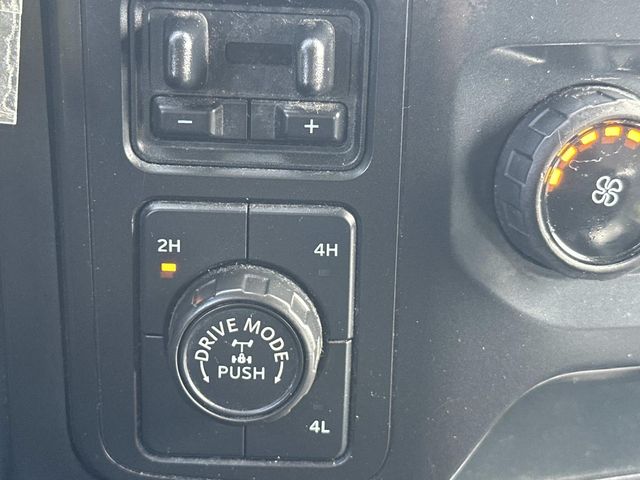 − +
2H 4H
DRIVE MODE
PUSH
4L